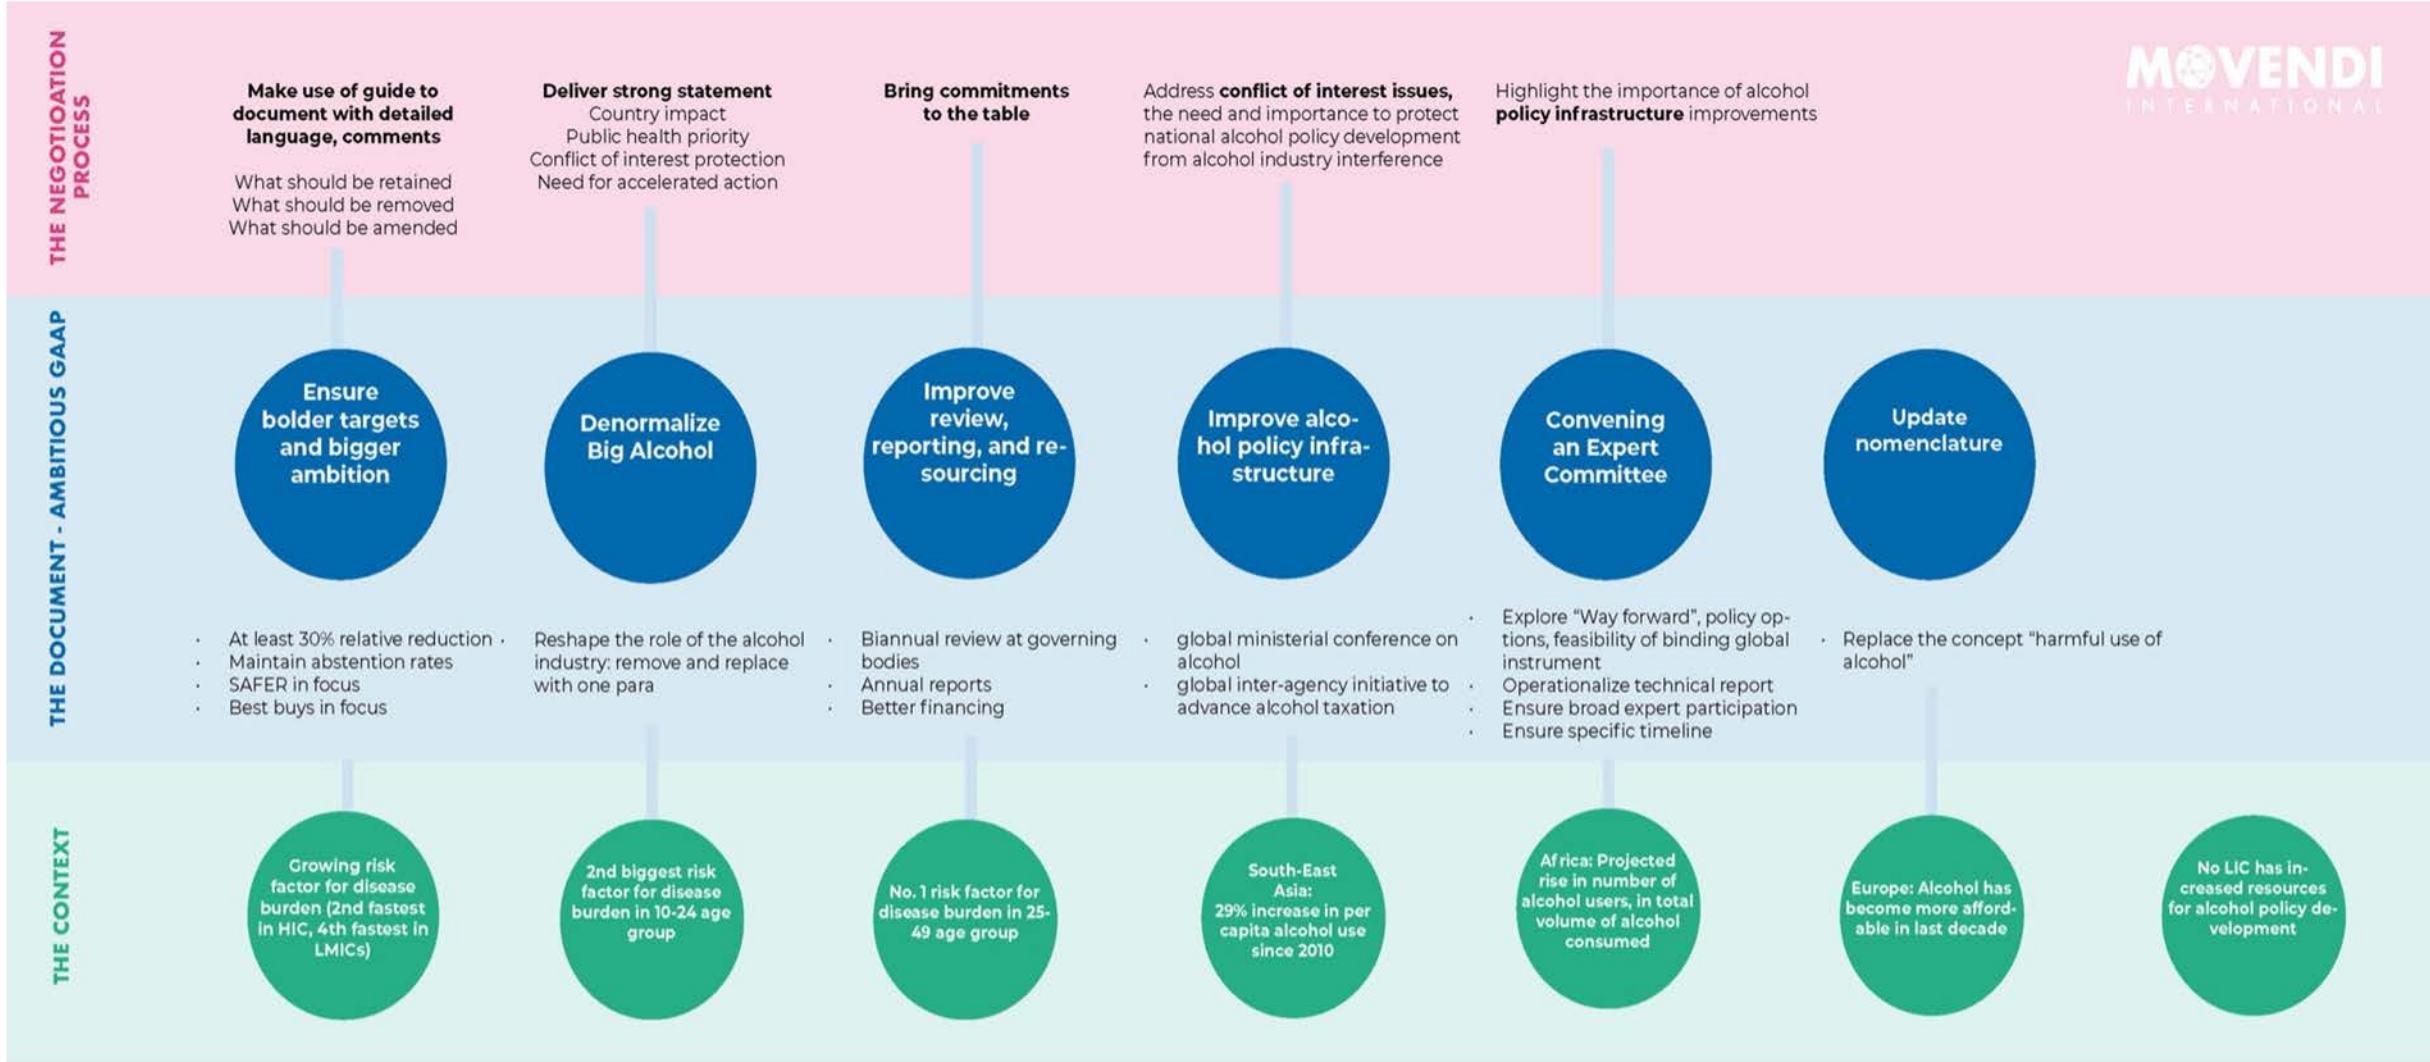 THE NEGOTIOATION
PROCESS
MOVENDI
INTERNATIONAL
Make use of guide to
document with detailed
language, comments
What should be retained
What should be removed
What should be amended
Deliver strong statement
Country impact
Public health priority
Conflict of interest protection
Need for accelerated action
Bring commitments
to the table
Address conflict of interest issues,
the need and importance to protect
national alcohol policy development
from alcohol industry interference
Highlight the importance of alcohol
policy infrastructure improvements
THE DOCUMENT - AMBITIOUS GAAP
Ensure
bolder targets
and bigger
ambition
Denormalize
Big Alcohol
Improve
review,
reporting, and re-
sourcing
Improve alco-
hol policy infra-
structure
Convening
an Expert
Committee
Update
nomenclature
· At least 30% relative reduction
· Maintain abstention rates
· SAFER in focus
· Best buys in focus
· Reshape the role of the alcohol
industry: remove and replace
with one para
· Biannual review at governing
bodies
· Annual reports
· Better financing
· global ministerial conference on
alcohol
· global inter-agency initiative to
advance alcohol taxation
· Explore “Way forward”, policy op-
tions, feasibility of binding global
instrument
· Operationalize technical report
· Ensure broad expert participation
· Ensure specific timeline
· Replace the concept “harmful use of
alcohol”
THE CONTEXT
Growing risk
factor for disease
burden (2nd fastest
in HIC, 4th fastest in
LMICs)
2nd biggest risk
factor for disease
burden in 10-24 age
group
No. 1 risk factor for
disease burden in 25-
49 age group
South-East
Asia:
29% increase in per
capita alcohol use
since 2010
Africa: Projected
rise in number of
alcohol users, in total
volume of alcohol
consumed
Europe: Alcohol has
become more afford-
able in last decade
No LIC has in-
creased resources
for alcohol policy de-
velopment